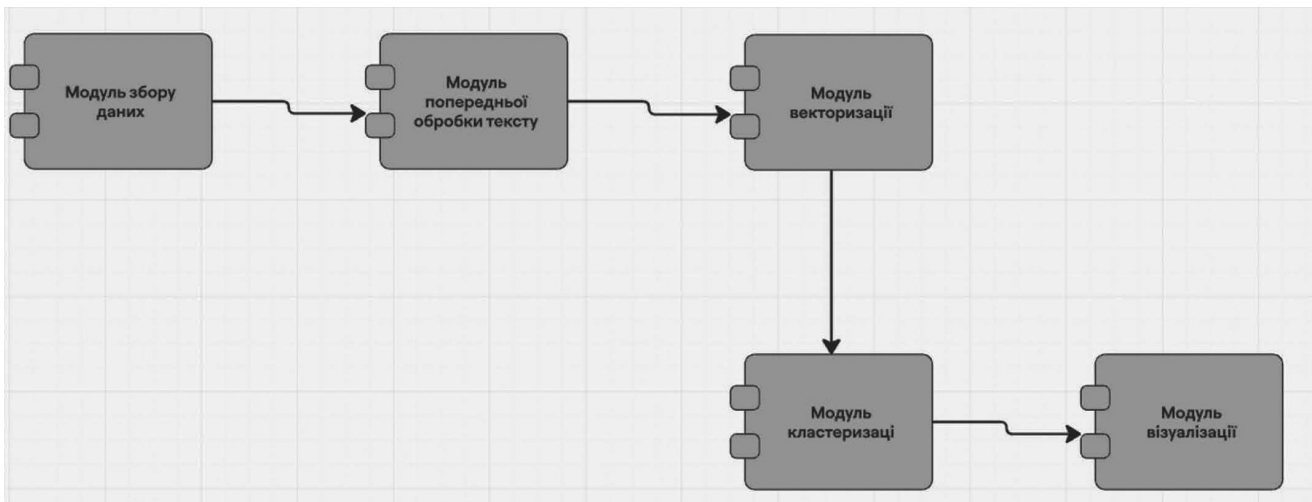 Модуль збору
даних
Модуль
попередньої
обробки тексту
Модуль
векторизації
Модуль
кластеризаці
Модуль
візуалізації